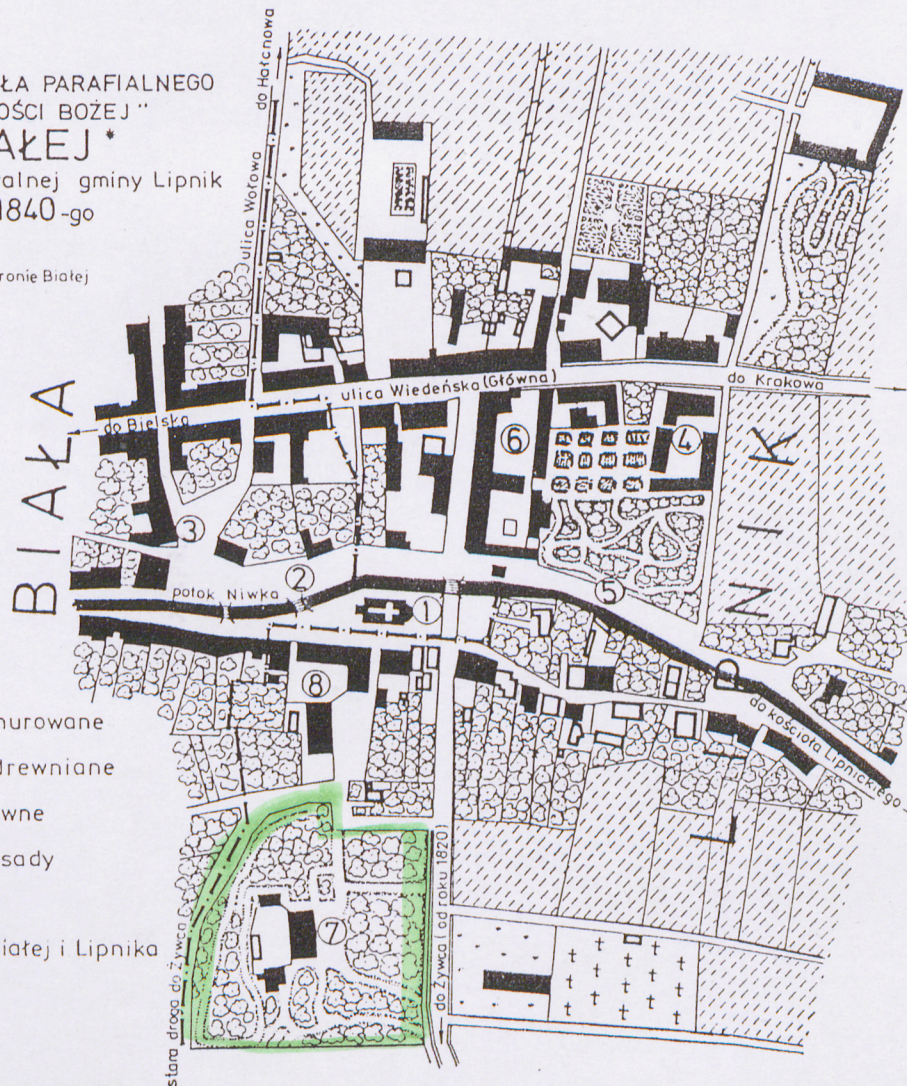 ŁA PARAFIALNEGO
OŚCI BOŻEJ"
AŁEJ *
alnej gminy Lipnik
1840-go
ronie Białej
do Hałcnowa
ulica Wołowa
BIAŁA
do Bielska
ulica Wiedeńska (Główna)
do Krakowa
6
4
N I K
3
2
potok Niwka
1
5
P
8
do kościoła Lipnickiego
murowane
drewniane
wne
sady
iałej i Lipnika
7
stara droga do Żywca
do Żywca (od roku 1820)